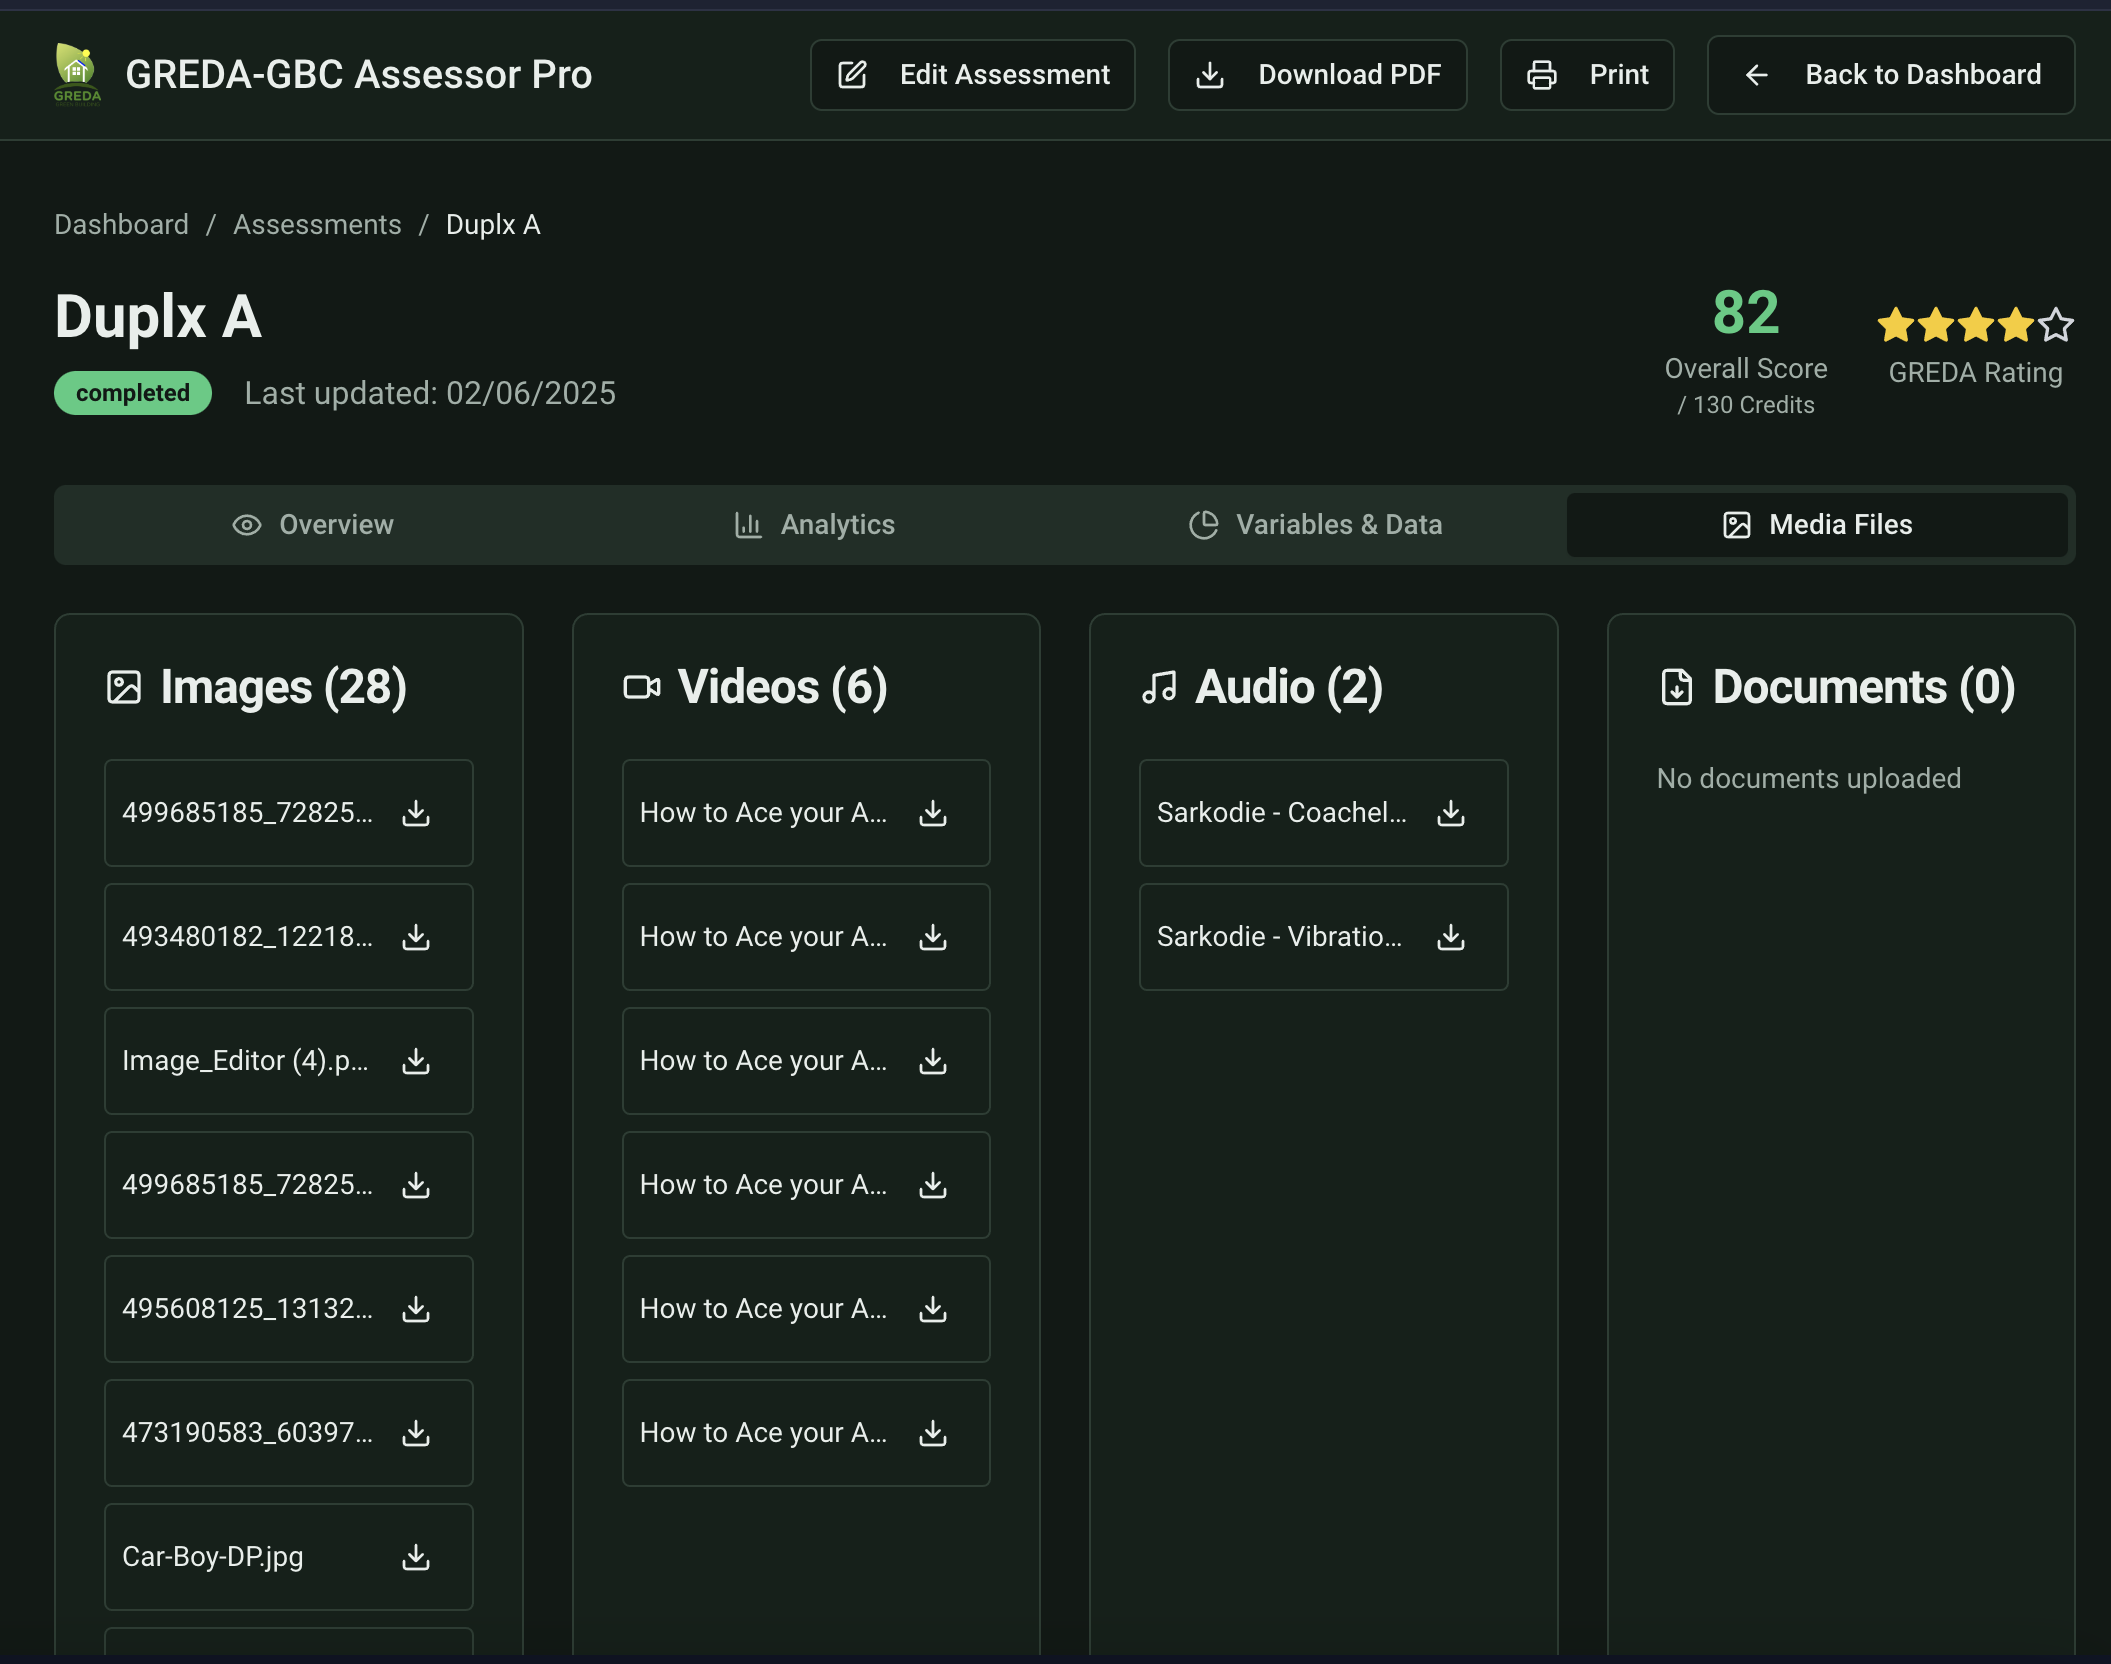 GREDA
GREDA-GBC Assessor Pro
Edit Assessment
Download PDF
Print
Back to Dashboard
Dashboard / Assessments / Duplx A
Duplx A
completed
Last updated: 02/06/2025
82
Overall Score
/ 130 Credits
GREDA Rating
Overview
Analytics
Variables & Data
Media Files
Images (28)
499685185_72825...
493480182_12218...
Image_Editor (4).p...
499685185_72825...
495608125_13132...
473190583_60397...
Car-Boy-DP.jpg
Videos (6)
How to Ace your A...
How to Ace your A...
How to Ace your A...
How to Ace your A...
How to Ace your A...
How to Ace your A...
Audio (2)
Sarkodie - Coachel...
Sarkodie - Vibratio...
Documents (0)
No documents uploaded